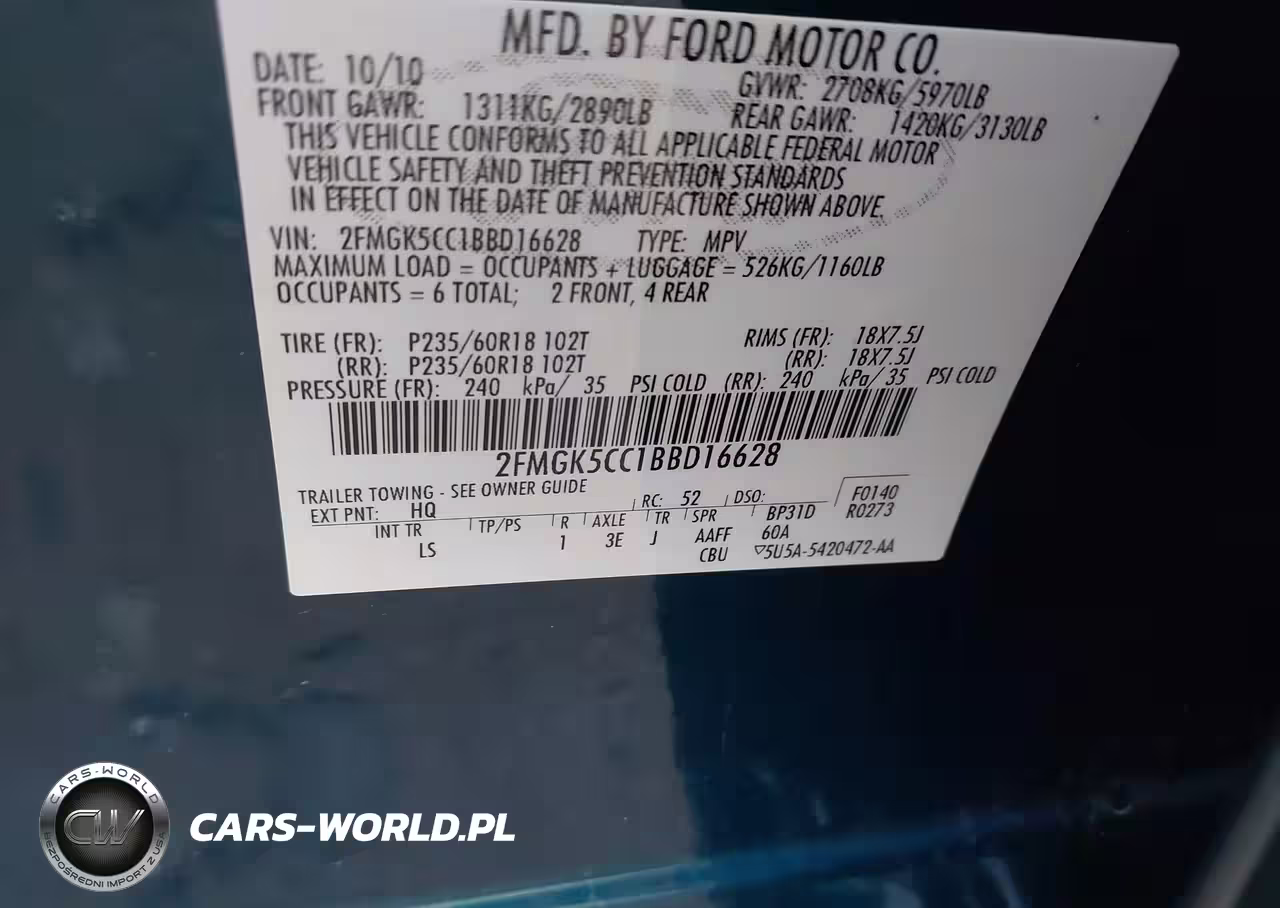 MFD. BY FORD MOTOR CO.
DATE: 10/10 GVWR: 2708KG/5970LB
FRONT GAWR: 1311KG/2890LB REAR GAWR: 1420KG/3130LB
THIS VEHICLE CONFORMS TO ALL APPLICABLE FEDERAL MOTOR
VEHICLE SAFETY AND THEFT PREVENTION STANDARDS
IN EFFECT ON THE DATE OF MANUFACTURE SHOWN ABOVE.
VIN: 2FMGK5CC1BBD16628 TYPE: MPV
MAXIMUM LOAD = OCCUPANTS + LUGGAGE = 526KG/1160LB
OCCUPANTS = 6 TOTAL; 2 FRONT, 4 REAR
TIRE (FR): P235/60R18 102T RIMS (FR): 18X7.5J
(RR): P235/60R18 102T (RR): 18X7.5J
PRESSURE (FR): 240 kPa/ 35 PSI COLD (RR): 240 kPa/ 35 PSI COLD
2FMGK5CC1BBD16628
TRAILER TOWING - SEE OWNER GUIDE
EXT PNT: HQ RC: 52 DSO: F0140
INT TR TP/PS R AXLE TR SPR BP31D R0273
LS 1 3E J AAFF 60A
CBU ▽5U5A-5420472-AA
CARS-WORLD
CW
BEZPOŚREDNI IMPORT Z USA
CARS-WORLD.PL